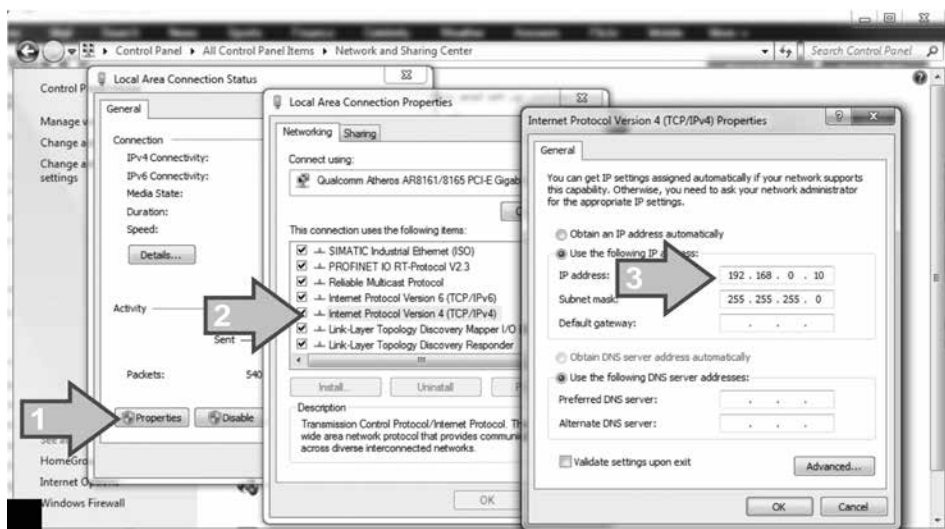 Control Panel ▸ All Control Panel Items ▸ Network and Sharing Center
Search Control Panel
Control P
Manage v
Change a
Change a
settings
HomeGro
Internet O
Windows Firewall
Local Area Connection Status
General
Connection
IPv4 Connectivity:
IPv6 Connectivity:
Media State:
Duration:
Speed:
Details...
Activity
Sent
Packets:
540
Properties
Disable
1
Local Area Connection Properties
Networking
Sharing
Connect using:
Qualcomm Atheros AR8161/8165 PCI-E Gigab
This connection uses the following items:
SIMATIC Industrial Ethernet (ISO)
PROFINET IO RT-Protocol V2.3
Reliable Multicast Protocol
Internet Protocol Version 6 (TCP/IPv6)
Internet Protocol Version 4 (TCP/IPv4)
Link-Layer Topology Discovery Mapper I/O
Link-Layer Topology Discovery Responder
2
Install...
Uninstall
Description
Transmission Control Protocol/Internet Protocol. Th
wide area network protocol that provides communi
across diverse interconnected networks.
OK
Internet Protocol Version 4 (TCP/IPv4) Properties
General
You can get IP settings assigned automatically if your network supports
this capability. Otherwise, you need to ask your network administrator
for the appropriate IP settings.
Obtain an IP address automatically
Use the following IP address:
IP address:
192 . 168 . 0 . 10
3
Subnet mask:
255 . 255 . 255 . 0
Default gateway:
Obtain DNS server address automatically
Use the following DNS server addresses:
Preferred DNS server:
Alternate DNS server:
Validate settings upon exit
Advanced...
OK
Cancel